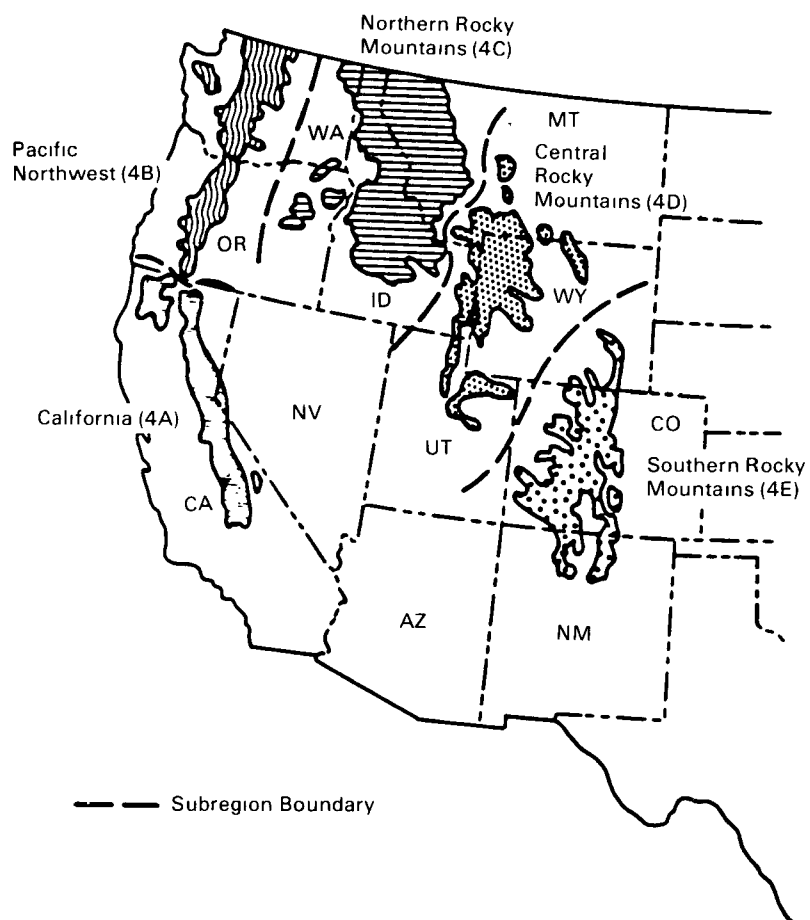 Northern Rocky
Mountains (4C)
MT
WA
Pacific
Northwest (4B)
Central
Rocky
Mountains (4D)
OR
ID
WY
NV
CO
California (4A)
UT
Southern Rocky
Mountains (4E)
CA
AZ
NM
Subregion Boundary